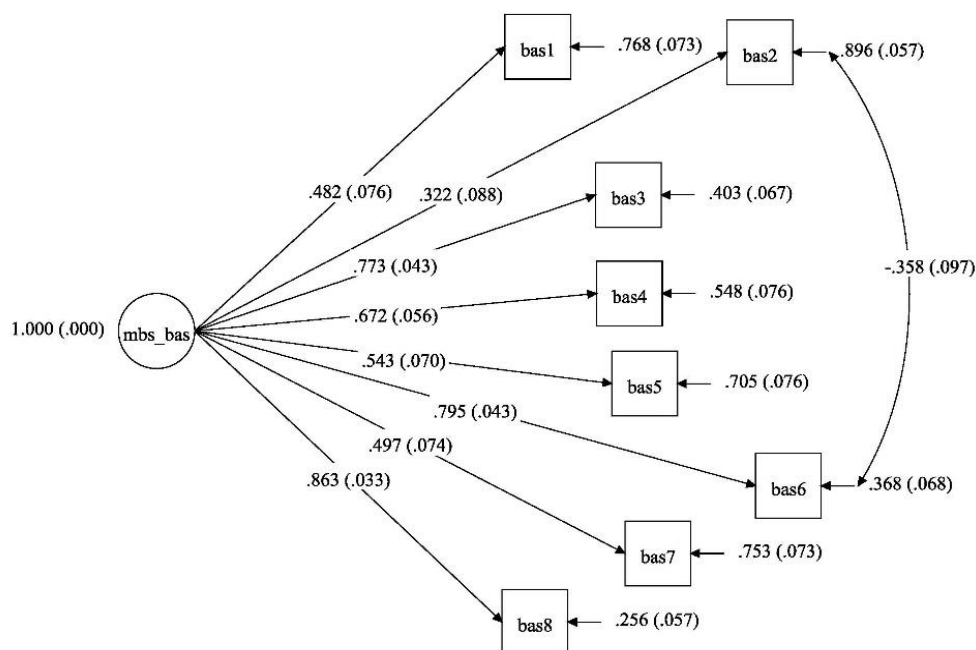 bas1
.768 (.073)
bas2
.896 (.057)
.482 (.076)
.322 (.088)
bas3
.403 (.067)
.773 (.043)
-.358 (.097)
bas4
.548 (.076)
.672 (.056)
1.000 (.000)
mbs_bas
.543 (.070)
bas5
.705 (.076)
.795 (.043)
.497 (.074)
.863 (.033)
bas6
.368 (.068)
bas7
.753 (.073)
bas8
.256 (.057)